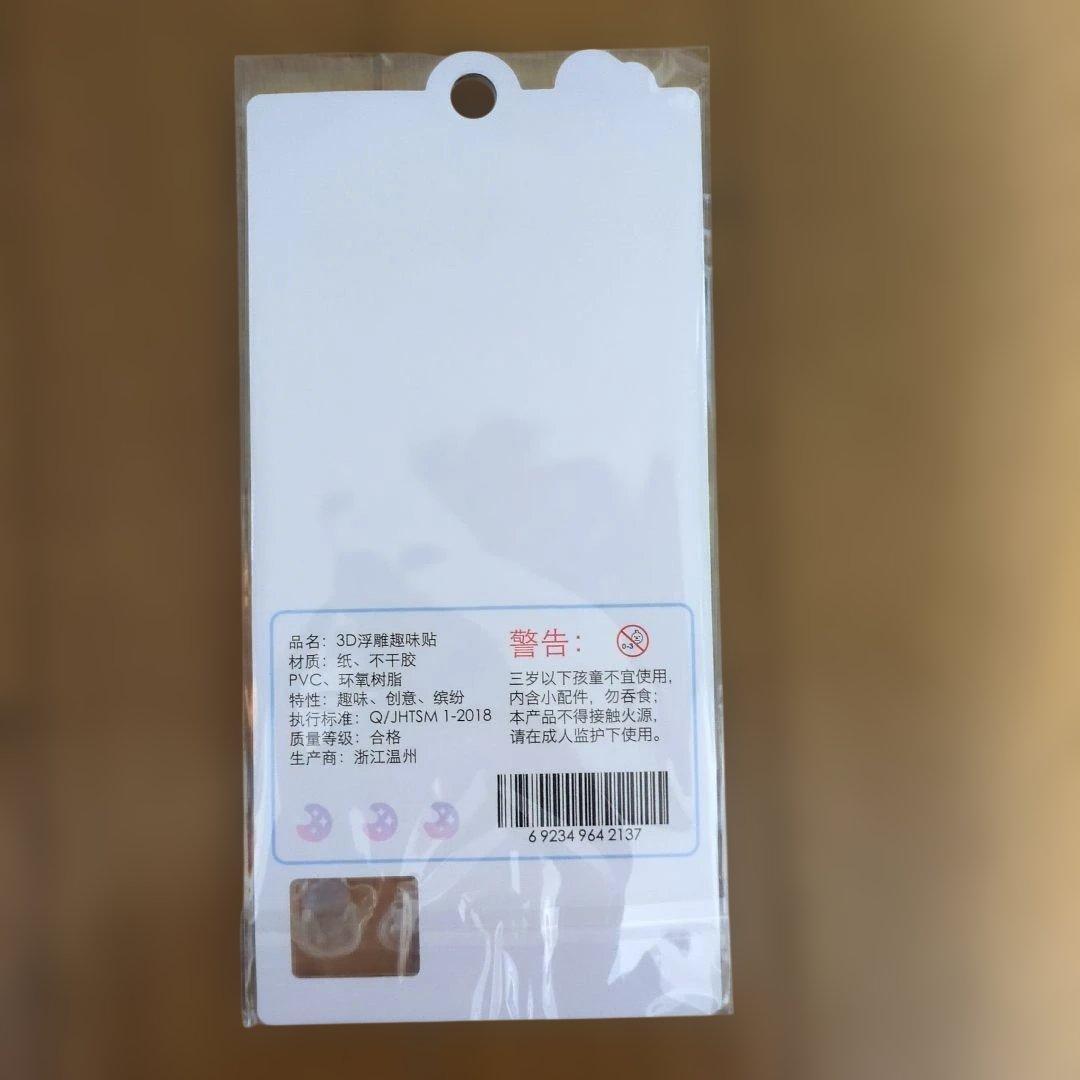 品名：3D浮雕趣味贴
材质：纸、不干胶
PVC、环氧树脂
特性：趣味、创意、缤纷
执行标准：Q/JHTSM 1-2018
质量等级：合格
生产商：浙江温州
警告：
0-3
三岁以下孩童不宜使用，
内含小配件，勿吞食；
本产品不得接触火源，
请在成人监护下使用。
6 92349 642137